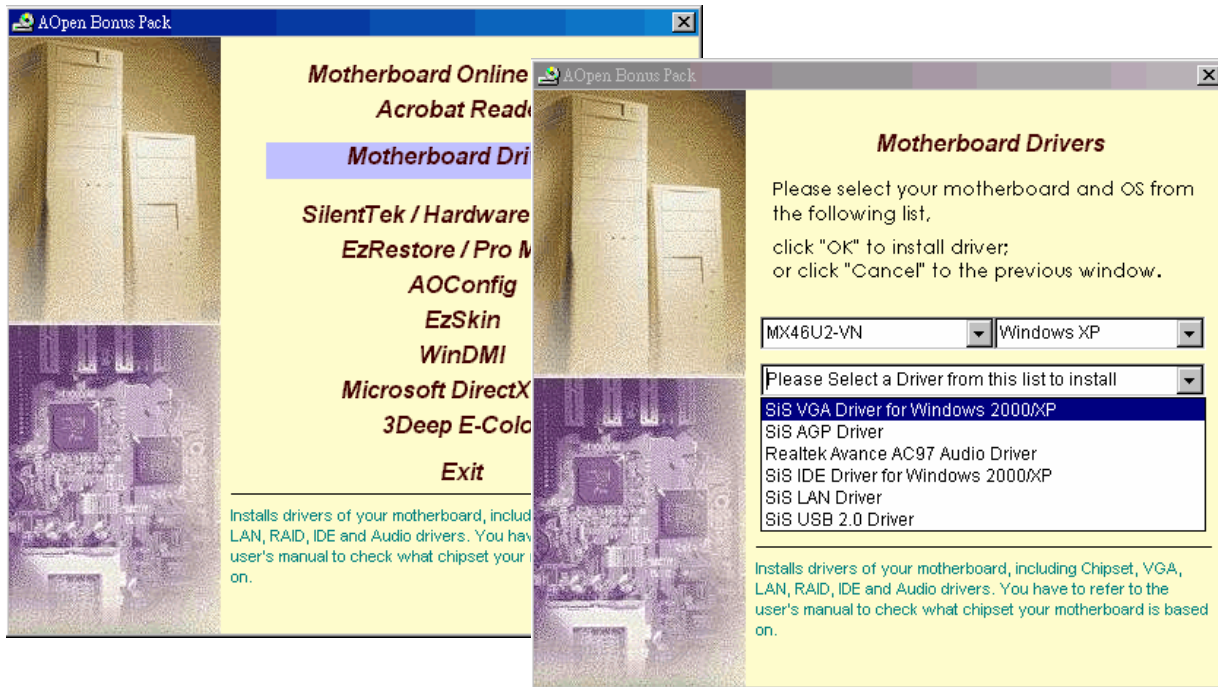 AOpen Bonus Pack
Motherboard Online
Acrobat Reade
Motherboard Dri
SilentTek / Hardware
EzRestore / Pro M
AOConfig
EzSkin
WinDMI
Microsoft DirectX
3Deep E-Colo
Exit
Installs drivers of your motherboard, includ
LAN, RAID, IDE and Audio drivers. You hav
user's manual to check what chipset your
on.
AOpen Bonus Pack
Motherboard Drivers
Please select your motherboard and OS from
the following list,
click "OK" to install driver;
or click "Cancel" to the previous window.
MX46U2-VN Windows XP
Please Select a Driver from this list to install
SiS VGA Driver for Windows 2000/XP
SiS AGP Driver
Realtek Avance AC97 Audio Driver
SiS IDE Driver for Windows 2000/XP
SiS LAN Driver
SiS USB 2.0 Driver
Installs drivers of your motherboard, including Chipset, VGA,
LAN, RAID, IDE and Audio drivers. You have to refer to the
user's manual to check what chipset your motherboard is based
on.